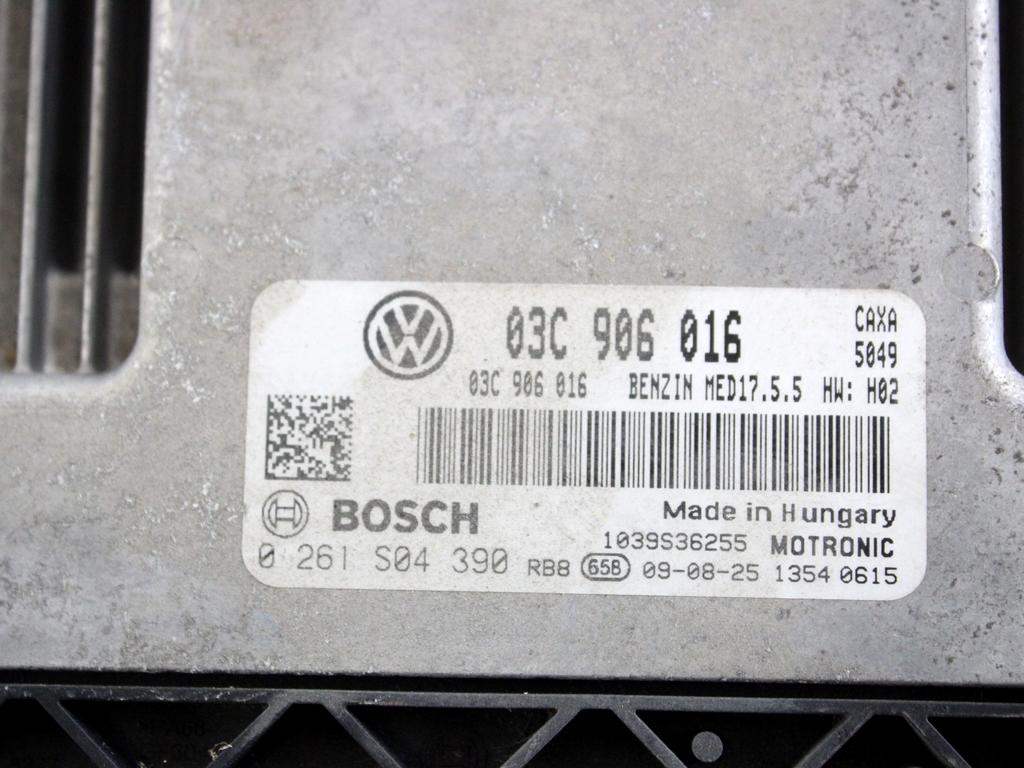 03C 906 016 CAXA
5049
03C 906 016 BENZIN MED17.5.5 HW: H02
BOSCH Made in Hungary
1039S36255 MOTRONIC
0 261 S04 390 RB8 658 09-08-25 1354 0615